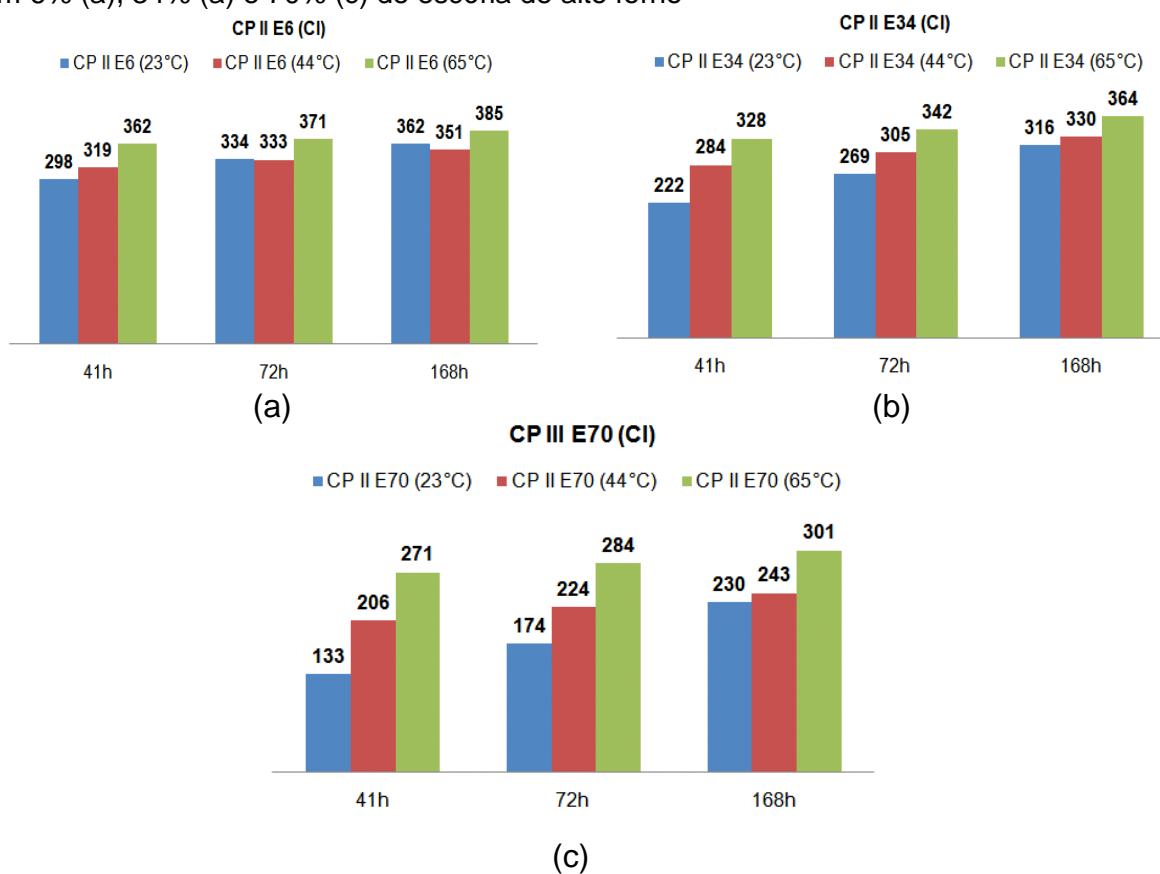 CP II E6 (CI)
CP II E6 (23°C) CP II E6 (44°C) CP II E6 (65°C)
298 319 362 334 333 371 362 351 385
41h 72h 168h
(a)
CP II E34 (CI)
CP II E34 (23°C) CP II E34 (44°C) CP II E34 (65°C)
222 284 328 269 305 342 316 330 364
41h 72h 168h
(b)
CP III E70 (CI)
CP II E70 (23°C) CP II E70 (44°C) CP II E70 (65°C)
133 206 271 174 224 284 230 243 301
41h 72h 168h
(c)